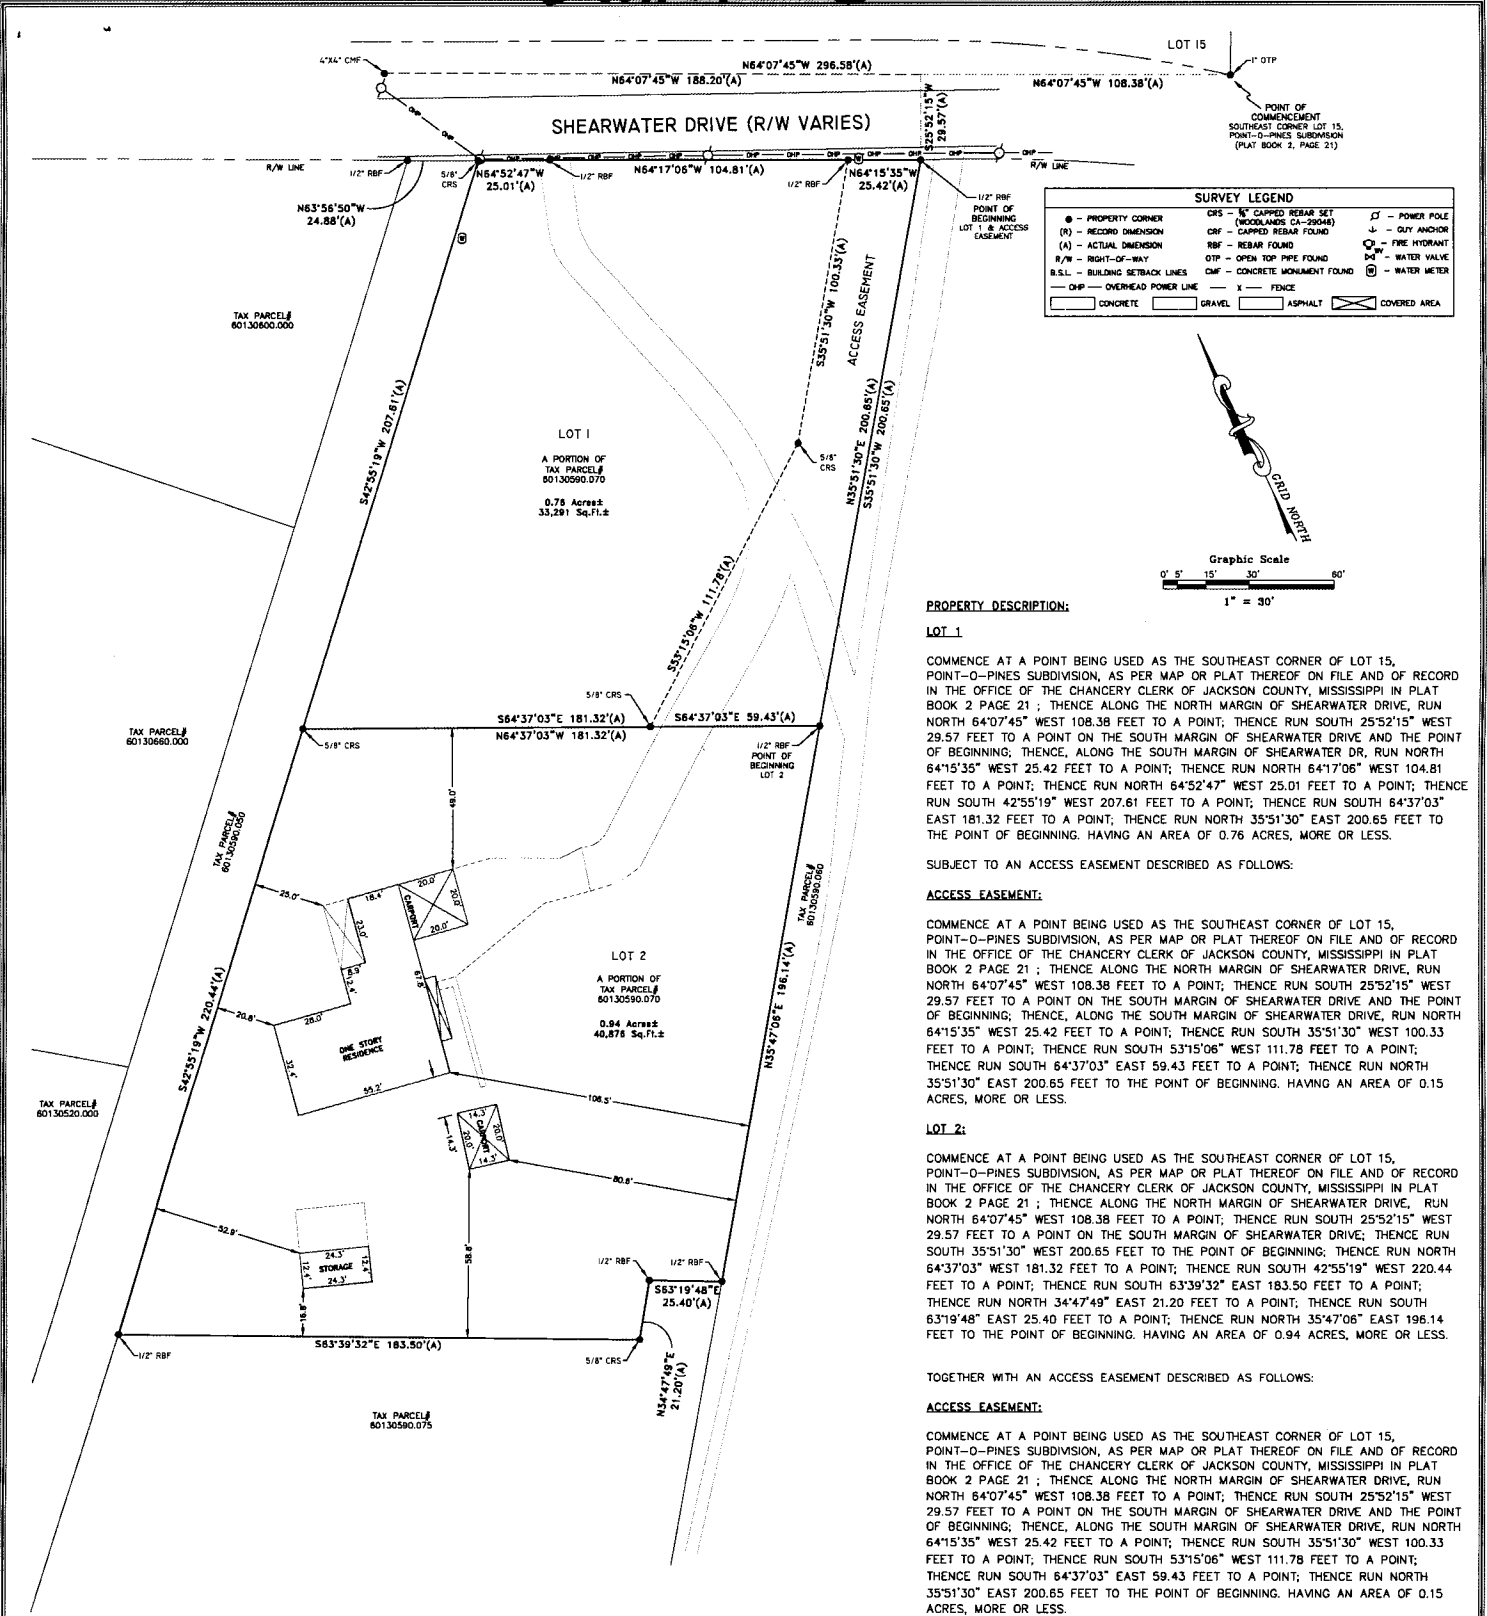 LOT 15
4"X4" CMF
N64°07'45"W 296.58'(A)
N64°07'45"W 188.20'(A)
N64°07'45"W 108.38'(A)
1" OTP
POINT OF
COMMENCEMENT
SOUTHEAST CORNER LOT 15,
POINT-O-PINES SUBDIVISION
(PLAT BOOK 2, PAGE 21)
S25°52'15"W
29.57'(A)
SHEARWATER DRIVE (R/W VARIES)
OHP
OHP
OHP OHP OHP OHP OHP OHP OHP OHP OHP OHP
R/W LINE
R/W LINE
1/2" RBF
5/8"
CRS
N64°52'47"W
25.01'(A)
1/2" RBF
N64°17'06"W 104.81'(A)
1/2" RBF
N64°15'35"W
25.42'(A)
1/2" RBF
POINT OF
BEGINNING
LOT 1 & ACCESS
EASEMENT
N63°56'50"W
24.88'(A)
SURVEY LEGEND
● - PROPERTY CORNER
(R) - RECORD DIMENSION
(A) - ACTUAL DIMENSION
R/W - RIGHT-OF-WAY
B.S.L. - BUILDING SETBACK LINES
CRS - 5/8" CAPPED REBAR SET
(WOODLANDS CA-29046)
CRF - CAPPED REBAR FOUND
RBF - REBAR FOUND
OTP - OPEN TOP PIPE FOUND
CMF - CONCRETE MONUMENT FOUND
- POWER POLE
- GUY ANCHOR
- FIRE HYDRANT
WV - WATER VALVE
W - WATER METER
— OHP — OVERHEAD POWER LINE — X — FENCE
CONCRETE GRAVEL ASPHALT COVERED AREA
W
W
TAX PARCEL#
60130600.000
S35°51'30"W 100.33'(A)
ACCESS EASEMENT
S42°55'19"W 207.61'(A)
N35°51'30"E 200.65'(A)
S35°51'30"W 200.65'(A)
LOT 1
A PORTION OF
TAX PARCEL#
60130590.070
0.76 Acres±
33,291 Sq.Ft.±
5/8"
CRS
GRID NORTH
Graphic Scale
0' 5' 15' 30' 60'
1" = 30'
S53°15'06"W 111.78'(A)
5/8" CRS
S64°37'03"E 181.32'(A)
S64°37'03"E 59.43'(A)
N64°37'03"W 181.32'(A)
5/8" CRS
1/2" RBF
POINT OF
BEGINNING
LOT 2
TAX PARCEL#
60130660.000
TAX PARCEL#
60130590.050
49.0'
TAX PARCEL#
60130590.060
25.0'
18.4'
20.0'
CARPORT
20.0'
20.0'
23.0'
8.9'
12.4'
67.8'
LOT 2
A PORTION OF
TAX PARCEL#
60130590.070
0.94 Acres±
40,876 Sq.Ft.±
N35°47'06"E 196.14'(A)
S42°55'19"W 220.44'(A)
20.8'
28.0'
ONE STORY
RESIDENCE
32.4'
55.2'
106.5'
TAX PARCEL#
60130520.000
14.3'
14.3'
20.0'
20.0'
CARPORT
14.3'
80.6'
52.9'
58.8'
24.3'
12.4'
STORAGE
12.4'
24.3'
16.8'
1/2" RBF
1/2" RBF
S63°19'48"E
25.40'(A)
1/2" RBF
S63°39'32"E 183.50'(A)
5/8" CRS
N34°47'49"E
21.20'(A)
TAX PARCEL#
60130590.075
PROPERTY DESCRIPTION:
LOT 1
COMMENCE AT A POINT BEING USED AS THE SOUTHEAST CORNER OF LOT 15,
POINT-O-PINES SUBDIVISION, AS PER MAP OR PLAT THEREOF ON FILE AND OF RECORD
IN THE OFFICE OF THE CHANCERY CLERK OF JACKSON COUNTY, MISSISSIPPI IN PLAT
BOOK 2 PAGE 21 ; THENCE ALONG THE NORTH MARGIN OF SHEARWATER DRIVE, RUN
NORTH 64°07'45" WEST 108.38 FEET TO A POINT; THENCE RUN SOUTH 25°52'15" WEST
29.57 FEET TO A POINT ON THE SOUTH MARGIN OF SHEARWATER DRIVE AND THE POINT
OF BEGINNING; THENCE, ALONG THE SOUTH MARGIN OF SHEARWATER DR, RUN NORTH
64°15'35" WEST 25.42 FEET TO A POINT; THENCE RUN NORTH 64°17'06" WEST 104.81
FEET TO A POINT; THENCE RUN NORTH 64°52'47" WEST 25.01 FEET TO A POINT; THENCE
RUN SOUTH 42°55'19" WEST 207.61 FEET TO A POINT; THENCE RUN SOUTH 64°37'03"
EAST 181.32 FEET TO A POINT; THENCE RUN NORTH 35°51'30" EAST 200.65 FEET TO
THE POINT OF BEGINNING. HAVING AN AREA OF 0.76 ACRES, MORE OR LESS.
SUBJECT TO AN ACCESS EASEMENT DESCRIBED AS FOLLOWS:
ACCESS EASEMENT:
COMMENCE AT A POINT BEING USED AS THE SOUTHEAST CORNER OF LOT 15,
POINT-O-PINES SUBDIVISION, AS PER MAP OR PLAT THEREOF ON FILE AND OF RECORD
IN THE OFFICE OF THE CHANCERY CLERK OF JACKSON COUNTY, MISSISSIPPI IN PLAT
BOOK 2 PAGE 21 ; THENCE ALONG THE NORTH MARGIN OF SHEARWATER DRIVE, RUN
NORTH 64°07'45" WEST 108.38 FEET TO A POINT; THENCE RUN SOUTH 25°52'15" WEST
29.57 FEET TO A POINT ON THE SOUTH MARGIN OF SHEARWATER DRIVE AND THE POINT
OF BEGINNING; THENCE, ALONG THE SOUTH MARGIN OF SHEARWATER DRIVE, RUN NORTH
64°15'35" WEST 25.42 FEET TO A POINT; THENCE RUN SOUTH 35°51'30" WEST 100.33
FEET TO A POINT; THENCE RUN SOUTH 53°15'06" WEST 111.78 FEET TO A POINT;
THENCE RUN SOUTH 64°37'03" EAST 59.43 FEET TO A POINT; THENCE RUN NORTH
35°51'30" EAST 200.65 FEET TO THE POINT OF BEGINNING. HAVING AN AREA OF 0.15
ACRES, MORE OR LESS.
LOT 2:
COMMENCE AT A POINT BEING USED AS THE SOUTHEAST CORNER OF LOT 15,
POINT-O-PINES SUBDIVISION, AS PER MAP OR PLAT THEREOF ON FILE AND OF RECORD
IN THE OFFICE OF THE CHANCERY CLERK OF JACKSON COUNTY, MISSISSIPPI IN PLAT
BOOK 2 PAGE 21 ; THENCE ALONG THE NORTH MARGIN OF SHEARWATER DRIVE, RUN
NORTH 64°07'45" WEST 108.38 FEET TO A POINT; THENCE RUN SOUTH 25°52'15" WEST
29.57 FEET TO A POINT ON THE SOUTH MARGIN OF SHEARWATER DRIVE; THENCE RUN
SOUTH 35°51'30" WEST 200.65 FEET TO THE POINT OF BEGINNING; THENCE RUN NORTH
64°37'03" WEST 181.32 FEET TO A POINT; THENCE RUN SOUTH 42°55'19" WEST 220.44
FEET TO A POINT; THENCE RUN SOUTH 63°39'32" EAST 183.50 FEET TO A POINT;
THENCE RUN NORTH 34°47'49" EAST 21.20 FEET TO A POINT; THENCE RUN SOUTH
63°19'48" EAST 25.40 FEET TO A POINT; THENCE RUN NORTH 35°47'06" EAST 196.14
FEET TO THE POINT OF BEGINNING. HAVING AN AREA OF 0.94 ACRES, MORE OR LESS.
TOGETHER WITH AN ACCESS EASEMENT DESCRIBED AS FOLLOWS:
ACCESS EASEMENT:
COMMENCE AT A POINT BEING USED AS THE SOUTHEAST CORNER OF LOT 15,
POINT-O-PINES SUBDIVISION, AS PER MAP OR PLAT THEREOF ON FILE AND OF RECORD
IN THE OFFICE OF THE CHANCERY CLERK OF JACKSON COUNTY, MISSISSIPPI IN PLAT
BOOK 2 PAGE 21 ; THENCE ALONG THE NORTH MARGIN OF SHEARWATER DRIVE, RUN
NORTH 64°07'45" WEST 108.38 FEET TO A POINT; THENCE RUN SOUTH 25°52'15" WEST
29.57 FEET TO A POINT ON THE SOUTH MARGIN OF SHEARWATER DRIVE AND THE POINT
OF BEGINNING; THENCE, ALONG THE SOUTH MARGIN OF SHEARWATER DRIVE, RUN NORTH
64°15'35" WEST 25.42 FEET TO A POINT; THENCE RUN SOUTH 35°51'30" WEST 100.33
FEET TO A POINT; THENCE RUN SOUTH 53°15'06" WEST 111.78 FEET TO A POINT;
THENCE RUN SOUTH 64°37'03" EAST 59.43 FEET TO A POINT; THENCE RUN NORTH
35°51'30" EAST 200.65 FEET TO THE POINT OF BEGINNING. HAVING AN AREA OF 0.15
ACRES, MORE OR LESS.